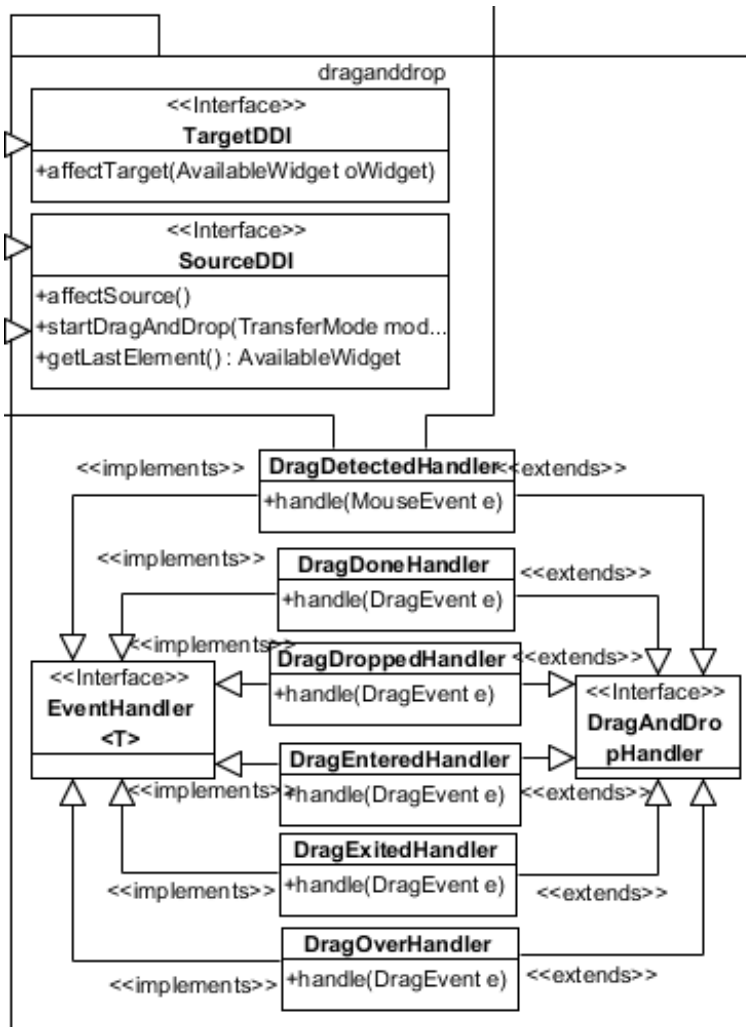 draganddrop
<<Interface>>
TargetDDI
+affectTarget(AvailableWidget oWidget)
<<Interface>>
SourceDDI
+affectSource()
+startDragAndDrop(TransferMode mod...
+getLastElement() : AvailableWidget
<<implements>>
DragDetectedHandler
<<extends>>
+handle(MouseEvent e)
<<implements>>
DragDoneHandler
<<extends>>
+handle(DragEvent e)
<<implements>>
DragDroppedHandler
<<extends>>
+handle(DragEvent e)
<<Interface>>
EventHandler
<T>
<<Interface>>
DragAndDro
pHandler
DragEnteredHandler
<<implements>>
+handle(DragEvent e)
<<extends>>
DragExitedHandler
<<implements>>
+handle(DragEvent e)
<<extends>>
DragOverHandler
<<implements>>
+handle(DragEvent e)
<<extends>>